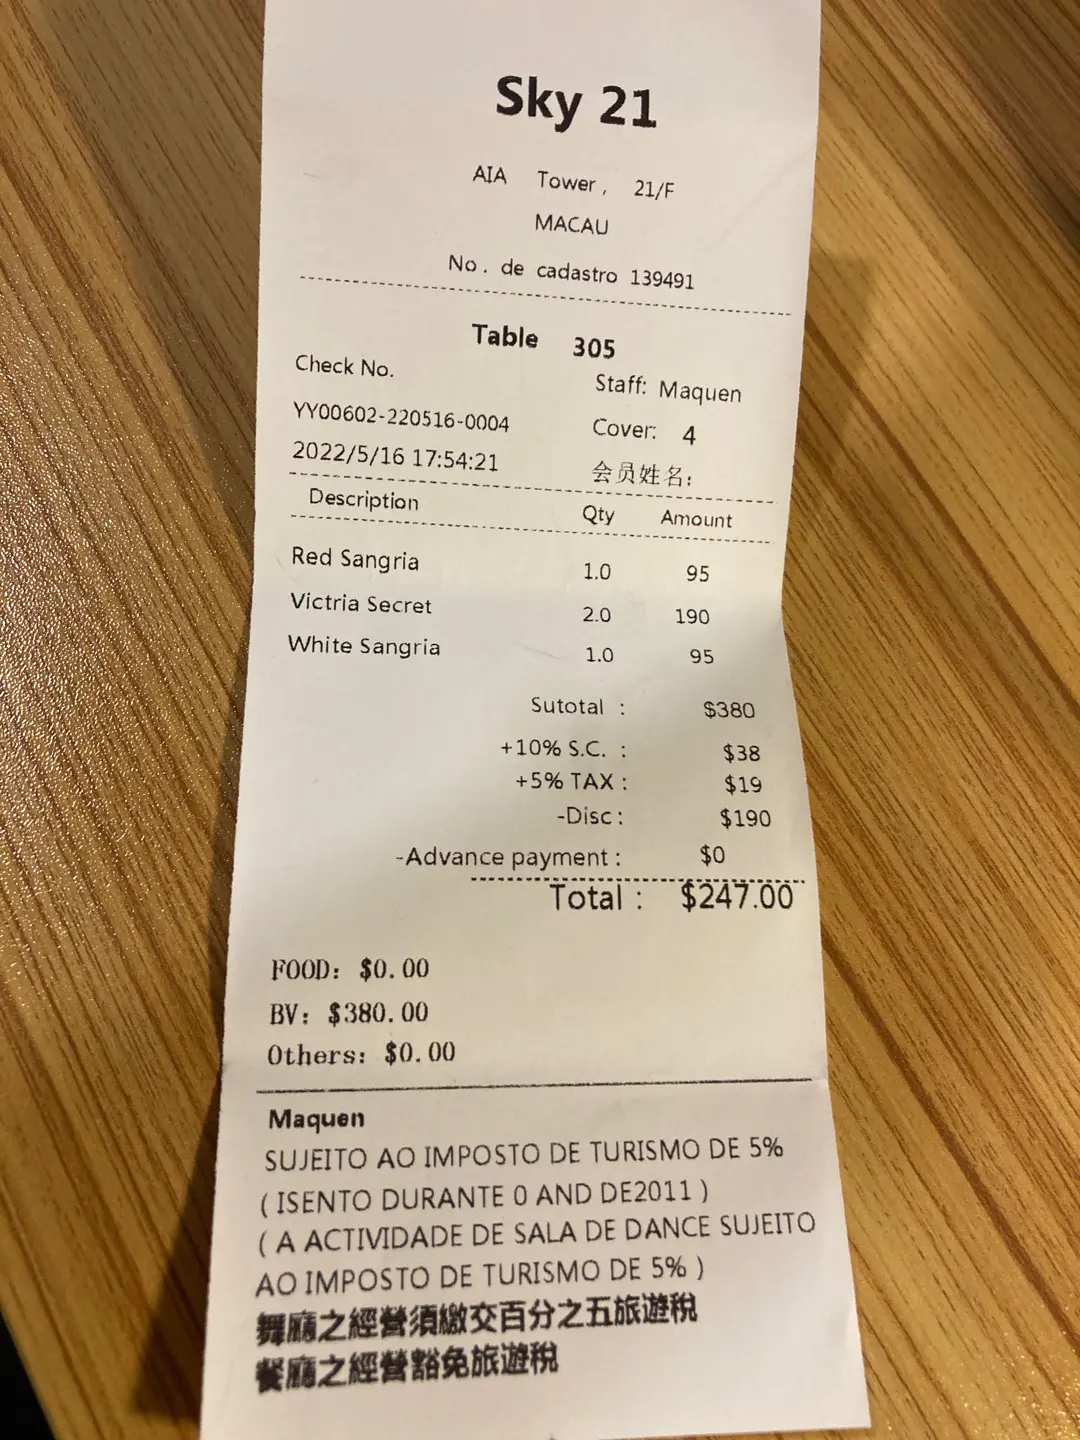 Sky 21
AIA Tower, 21/F
MACAU
No. de cadastro 139491
Table 305
Check No.
Staff: Maquen
YY00602-220516-0004
Cover: 4
2022/5/16 17:54:21
会员姓名:
Description Qty Amount
Red Sangria 1.0 95
Victria Secret 2.0 190
White Sangria 1.0 95
Sutotal : $380
+10% S.C. : $38
+5% TAX : $19
-Disc : $190
-Advance payment : $0
Total : $247.00
FOOD: $0.00
BV: $380.00
Others: $0.00
Maquen
SUJEITO AO IMPOSTO DE TURISMO DE 5%
( ISENTO DURANTE 0 AND DE2011 )
( A ACTIVIDADE DE SALA DE DANCE SUJEITO
AO IMPOSTO DE TURISMO DE 5% )
舞廳之經營須繳交百分之五旅遊稅
餐廳之經營豁免旅遊稅